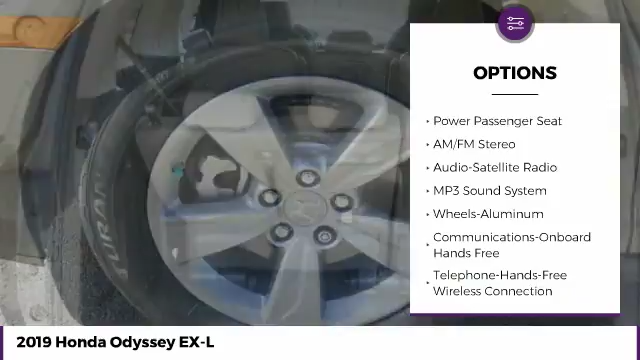 OPTIONS
Power Passenger Seat
AM/FM Stereo
Audio-Satellite Radio
MP3 Sound System
Wheels-Aluminum
Communications-Onboard
Hands Free
Telephone-Hands-Free
Wireless Connection
2019 Honda Odyssey EX-L